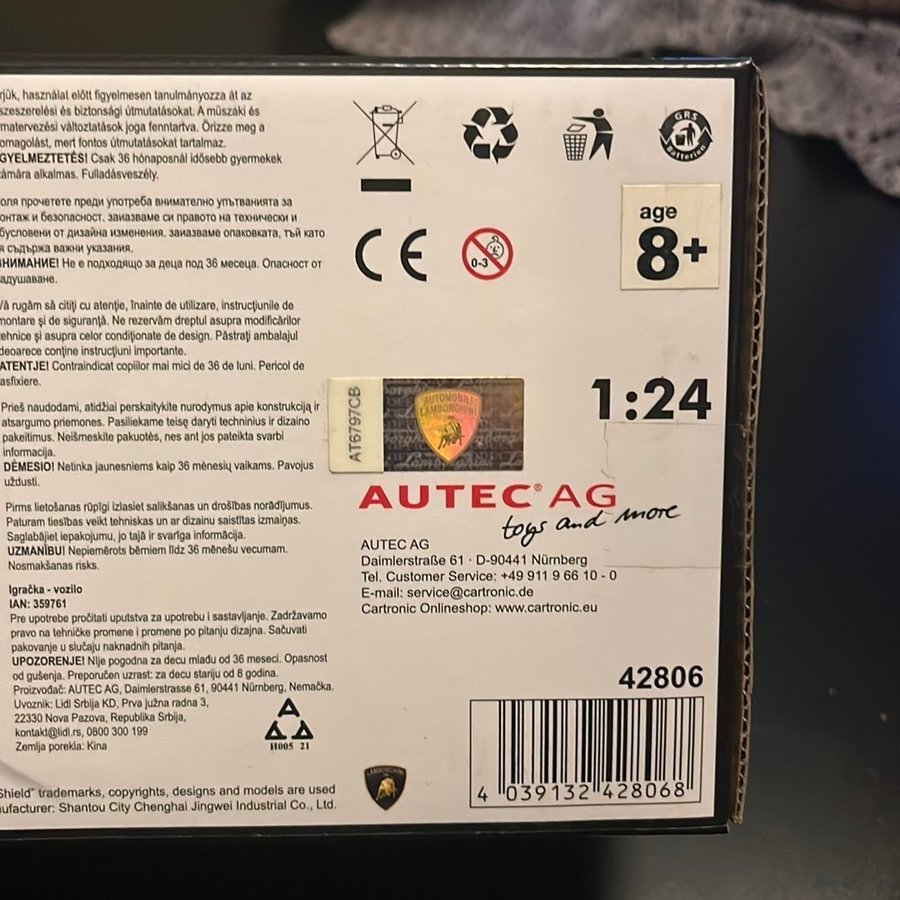 használat előtt figyelmesen tanulmányozza át az
szeszerelési és biztonsági útmutatásokat. A műszaki és
matervezési változtatások joga fenntartva. Őrizze meg a
omagolást, mert fontos útmutatásokat tartalmaz.
GYELMEZTETÉS! Csak 36 hónaposnál idősebb gyermekek
ámára alkalmas. Fulladásveszély.
оля прочетете преди употреба внимателно упътванията за
онтаж и безопасност. заиазваме си правото на технически и
бусловени от дизайна изменения. заиазваме опаковката, тъй като
я съдържа важни указания.
НИМАНИЕ! Не е подходящо за деца под 36 месеца. Опасност от
адушаване.
Vă rugăm să citiți cu atenție, înainte de utilizare, instrucțiunile de
montare și de siguranță. Ne rezervăm dreptul asupra modificărilor
ehnice și asupra celor condiționate de design. Păstrați ambalajul
deoarece conține instrucțiuni importante.
ATENTJE! Contraindicat copiilor mai mici de 36 de luni. Pericol de
asfixiere.
Prieš naudodami, atidžiai perskaitykite nurodymus apie konstrukciją ir
atsargumo priemones. Pasiliekame teisę daryti techninius ir dizaino
pakeitimus. Neišmeskite pakuotės, nes ant jos pateikta svarbi
informacija.
DĖMESIO! Netinka jaunesniems kaip 36 mėnesių vaikams. Pavojus
uždusti.
Pirms lietošanas rūpīgi izlasiet salikšanas un drošības norādījumus.
Paturam tiesības veikt tehniskas un ar dizainu saistītas izmaiņas.
Saglabājiet iepakojumu, jo tajā ir svarīga informācija.
UZMANĪBU! Nepiemērots bērniem līdz 36 mēnešu vecumam.
Nosmakšanas risks.
Igračka - vozilo
IAN: 359761
Pre upotrebe pročitati uputstva za upotrebu i sastavljanje. Zadržavamo
pravo na tehničke promene i promene po pitanju dizajna. Sačuvati
pakovanje u slučaju naknadnih pitanja.
UPOZORENJE! Nije pogodna za decu mlađu od 36 meseci. Opasnost
od gušenja. Preporučen uzrast: za decu stariju od 8 godina.
Proizvođač: AUTEC AG, Daimlerstrasse 61, 90441 Nürnberg, Nemačka.
Uvoznik: Lidl Srbija KD, Prva južna radna 3,
22330 Nova Pazova, Republika Srbija,
kontakt@lidl.rs, 0800 300 199
Zemlja porekla: Kina
H005 21
Shield" trademarks, copyrights, designs and models are used
ufacturer: Shantou City Chenghai Jingwei Industrial Co., Ltd.
GRS
Batterien
CE
0-3
age
8+
1:24
AT6797CB
AUTOMOBILI
LAMBORGHINI
AUTEC® AG
toys and more
AUTEC AG
Daimlerstraße 61 · D-90441 Nürnberg
Tel. Customer Service: +49 911 9 66 10 - 0
E-mail: service@cartronic.de
Cartronic Onlineshop: www.cartronic.eu
42806
4 039132 428068
LAMBORGHINI